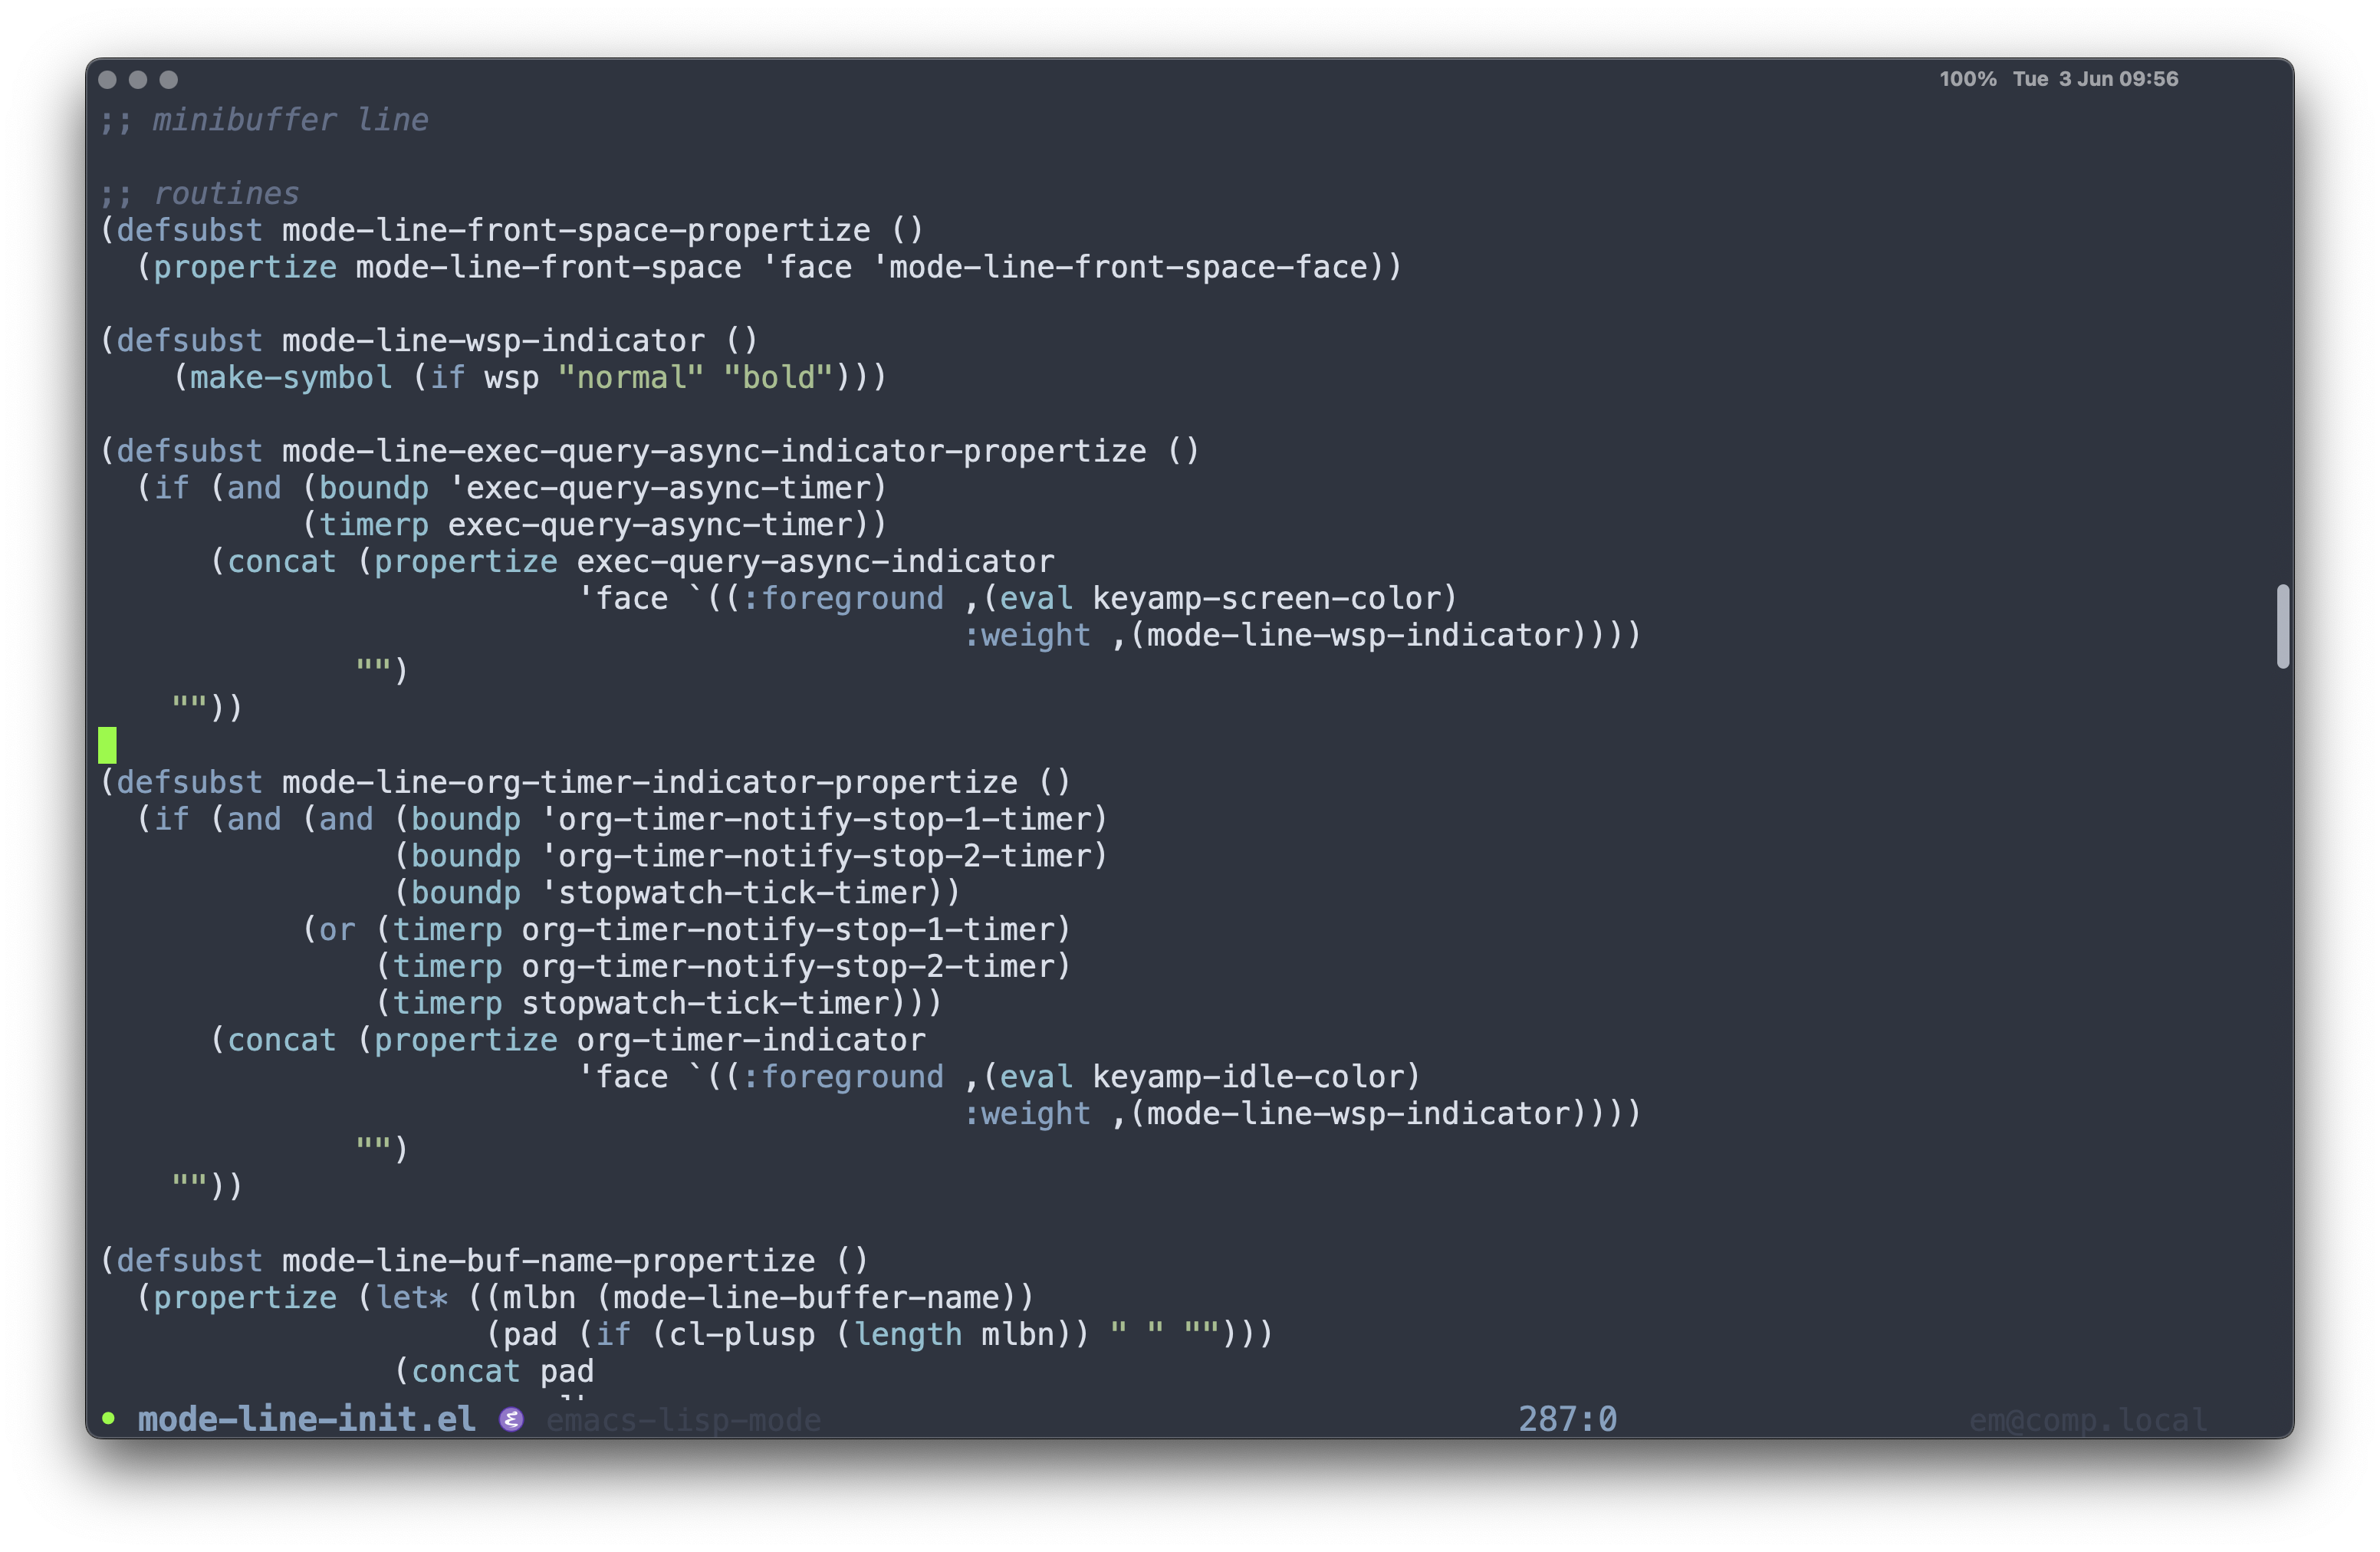 100% Tue 3 Jun 09:56
;; minibuffer line
;; routines
(defsubst mode-line-front-space-propertize ()
  (propertize mode-line-front-space 'face 'mode-line-front-space-face))
(defsubst mode-line-wsp-indicator ()
    (make-symbol (if wsp "normal" "bold")))
(defsubst mode-line-exec-query-async-indicator-propertize ()
  (if (and (boundp 'exec-query-async-timer)
           (timerp exec-query-async-timer))
      (concat (propertize exec-query-async-indicator
                          'face `((:foreground ,(eval keyamp-screen-color)
                                               :weight ,(mode-line-wsp-indicator))))
              "")
    ""))
(defsubst mode-line-org-timer-indicator-propertize ()
  (if (and (and (boundp 'org-timer-notify-stop-1-timer)
                (boundp 'org-timer-notify-stop-2-timer)
                (boundp 'stopwatch-tick-timer))
           (or (timerp org-timer-notify-stop-1-timer)
               (timerp org-timer-notify-stop-2-timer)
               (timerp stopwatch-tick-timer)))
      (concat (propertize org-timer-indicator
                          'face `((:foreground ,(eval keyamp-idle-color)
                                               :weight ,(mode-line-wsp-indicator))))
              "")
    ""))
(defsubst mode-line-buf-name-propertize ()
  (propertize (let* ((mlbn (mode-line-buffer-name))
                     (pad (if (cl-plusp (length mlbn)) " " "")))
                (concat pad
mode-line-init.el emacs-lisp-mode 287:0 em@comp.local